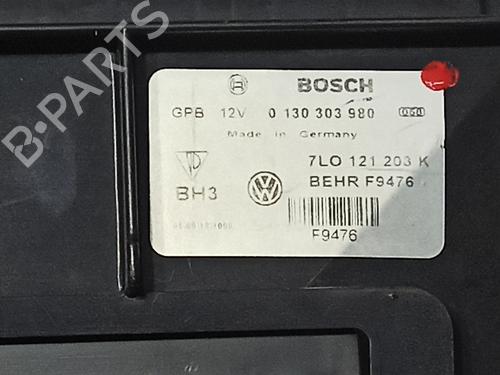 B-PARTS
BOSCH
GPB 12V 0 130 303 980
Made in Germany
7L0 121 203 K
BH3 BEHR F9476
F9476